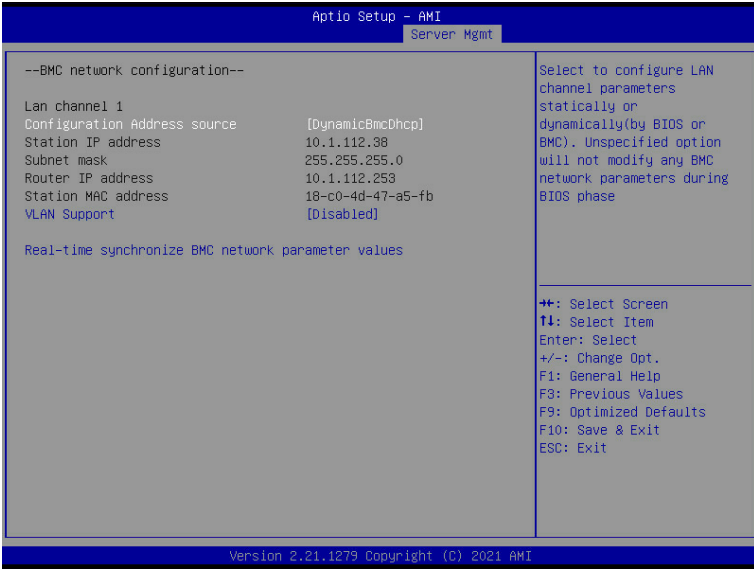 Aptio Setup – AMI
Server Mgmt
--BMC network configuration--
Lan channel 1
Configuration Address source [DynamicBmcDhcp]
Station IP address 10.1.112.38
Subnet mask 255.255.255.0
Router IP address 10.1.112.253
Station MAC address 18-c0-4d-47-a5-fb
VLAN Support [Disabled]
Real-time synchronize BMC network parameter values
Select to configure LAN
channel parameters
statically or
dynamically(by BIOS or
BMC). Unspecified option
will not modify any BMC
network parameters during
BIOS phase
→←: Select Screen
↑↓: Select Item
Enter: Select
+/-: Change Opt.
F1: General Help
F3: Previous Values
F9: Optimized Defaults
F10: Save & Exit
ESC: Exit
Version 2.21.1279 Copyright (C) 2021 AMI